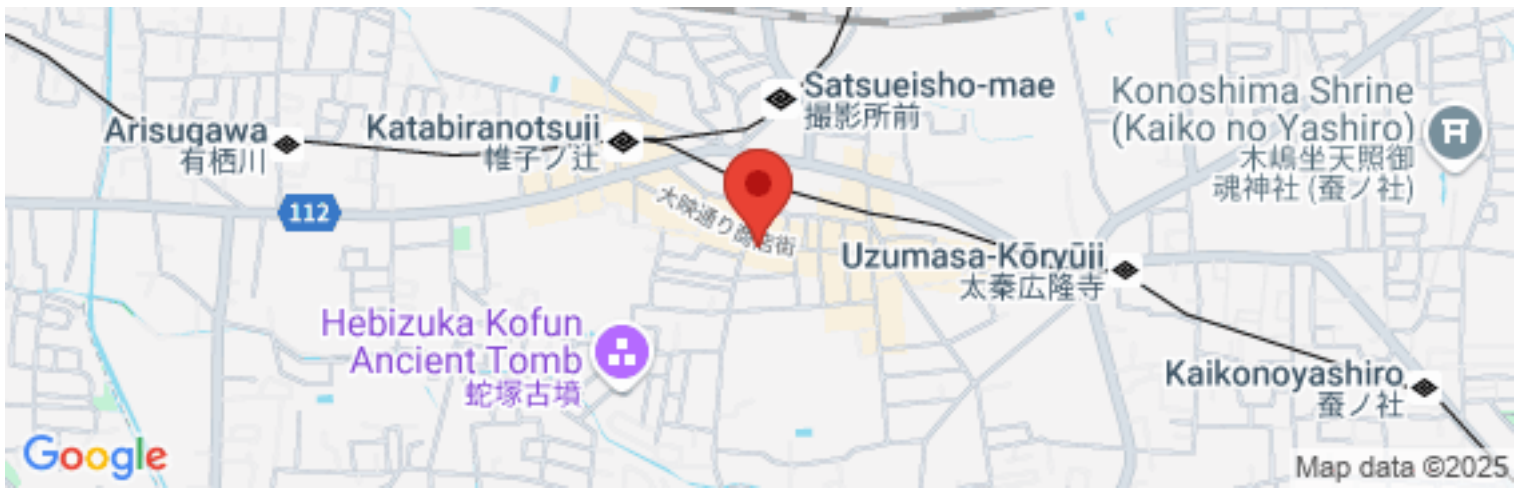 Satsueisho-mae
撮影所前
Konoshima Shrine
(Kaiko no Yashiro)
木嶋坐天照御
魂神社 (蚕ノ社)
Arisugawa
有栖川
Katabiranotsuji
帷子ノ辻
112
大映通り商店街
Uzumasa-Kōryūji
太秦広隆寺
Hebizuka Kofun
Ancient Tomb
蛇塚古墳
Kaikonoyashiro
蚕ノ社
Google
Map data ©2025